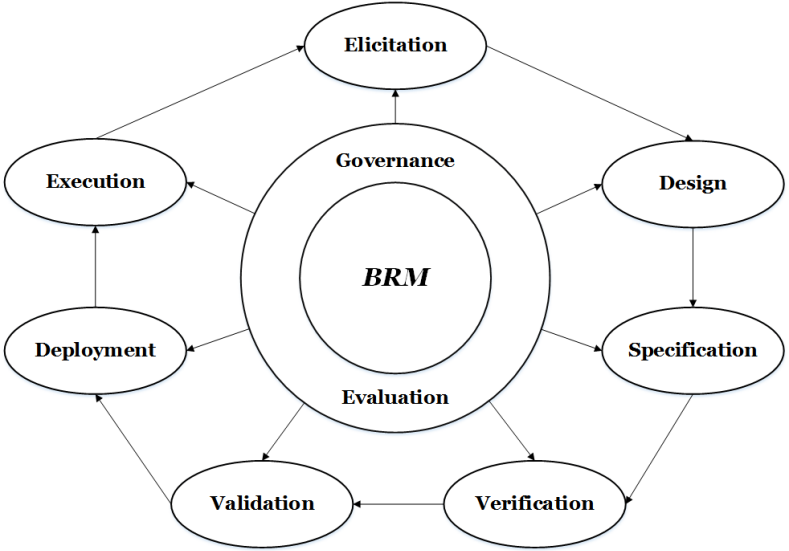 Elicitation
Governance
Execution
Design
BRM
Deployment
Specification
Evaluation
Validation
Verification